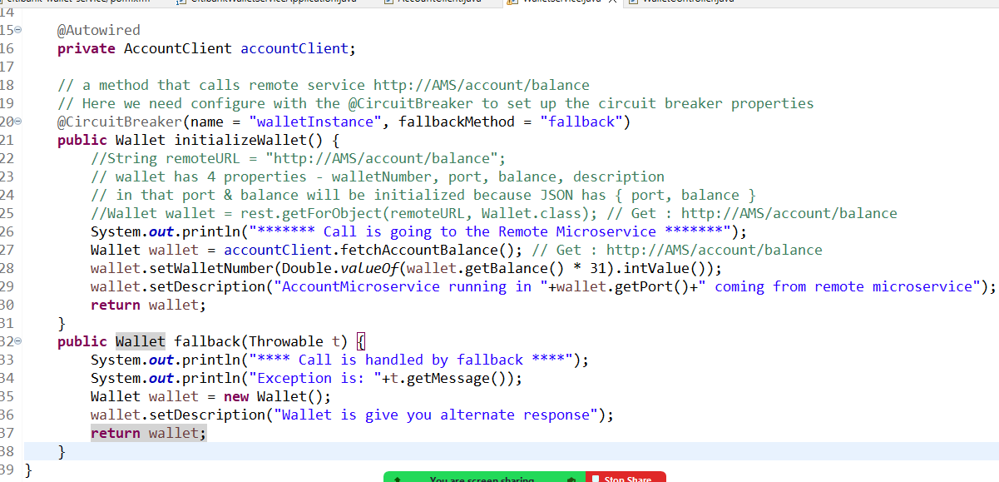 citibank-wallet-service/pom.xml CitibankWalletServiceApplication.java AccountClient.java WalletService.java WalletController.java
14
15 @Autowired
16 private AccountClient accountClient;
17
18 // a method that calls remote service http://AMS/account/balance
19 // Here we need configure with the @CircuitBreaker to set up the circuit breaker properties
20 @CircuitBreaker(name = "walletInstance", fallbackMethod = "fallback")
21 public Wallet initializeWallet() {
22 //String remoteURL = "http://AMS/account/balance";
23 // wallet has 4 properties - walletNumber, port, balance, description
24 // in that port & balance will be initialized because JSON has { port, balance }
25 //Wallet wallet = rest.getForObject(remoteURL, Wallet.class); // Get : http://AMS/account/balance
26 System.out.println("******* Call is going to the Remote Microservice *******");
27 Wallet wallet = accountClient.fetchAccountBalance(); // Get : http://AMS/account/balance
28 wallet.setWalletNumber(Double.valueOf(wallet.getBalance() * 31).intValue());
29 wallet.setDescription("AccountMicroservice running in "+wallet.getPort()+" coming from remote microservice");
30 return wallet;
31 }
32 public Wallet fallback(Throwable t) {
33 System.out.println("**** Call is handled by fallback ****");
34 System.out.println("Exception is: "+t.getMessage());
35 Wallet wallet = new Wallet();
36 wallet.setDescription("Wallet is give you alternate response");
37 return wallet;
38 }
39 }
You are screen sharing Stop Share